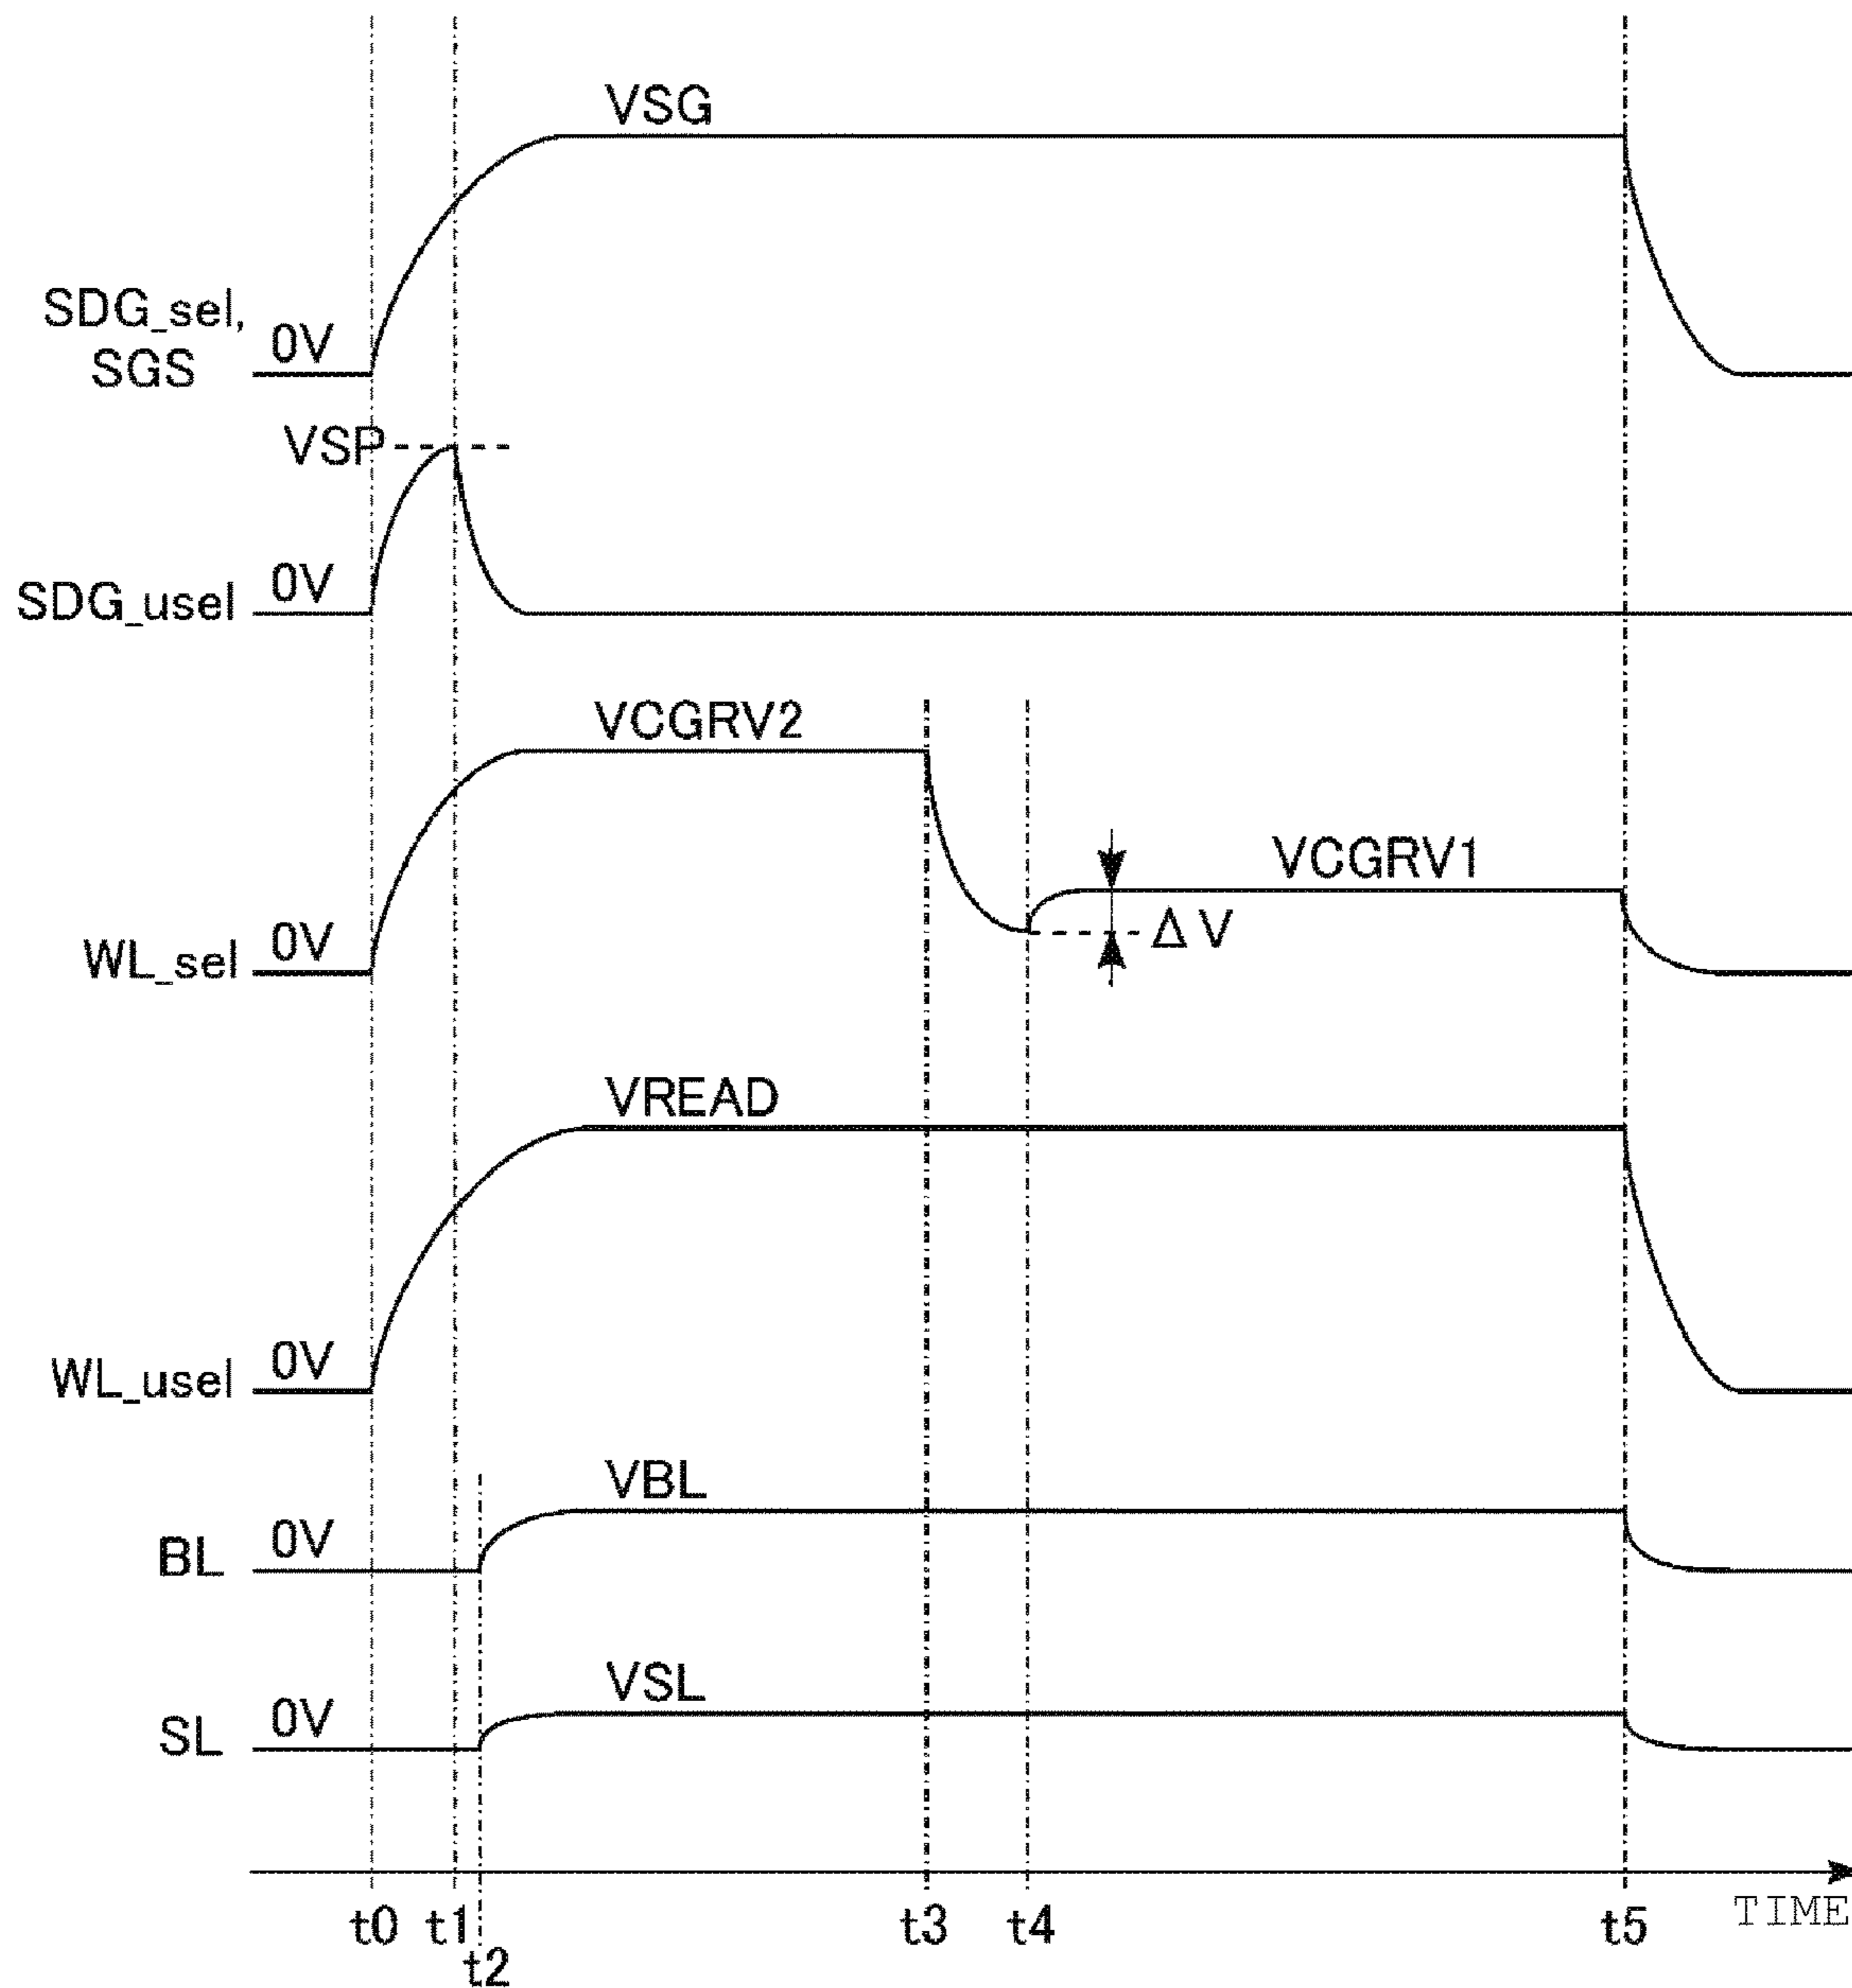 VSG
SDG_sel,
SGS
0V
VSP
SDG_usel
0V
VCGRV2
VCGRV1
ΔV
WL_sel
0V
VREAD
WL_usel
0V
VBL
BL
0V
VSL
SL
0V
t0 t1 t2 t3 t4 t5 TIME